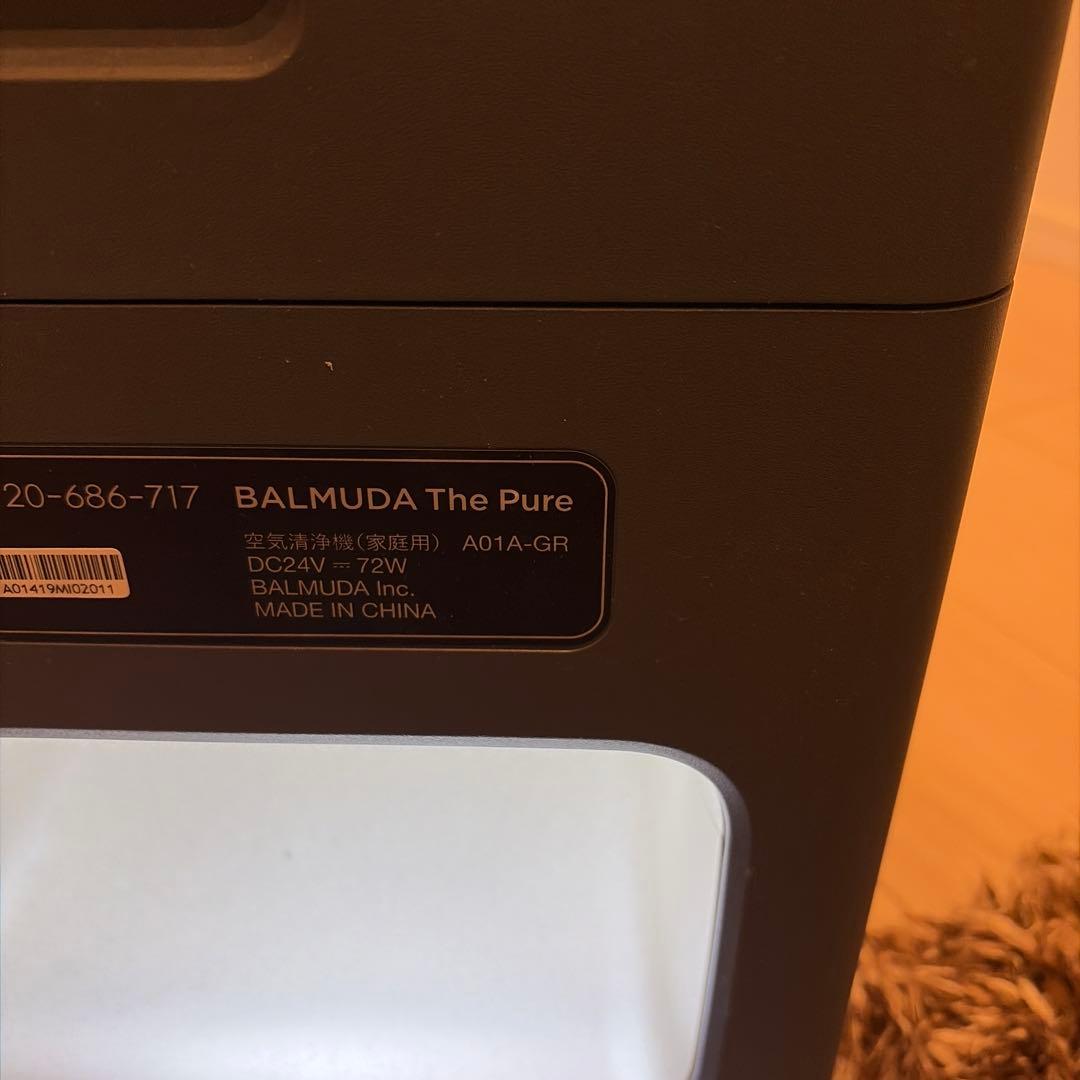 20-686-717 BALMUDA The Pure
空気清浄機(家庭用) A01A-GR
DC24V ⎓ 72W
BALMUDA Inc.
A01419MI02011
MADE IN CHINA